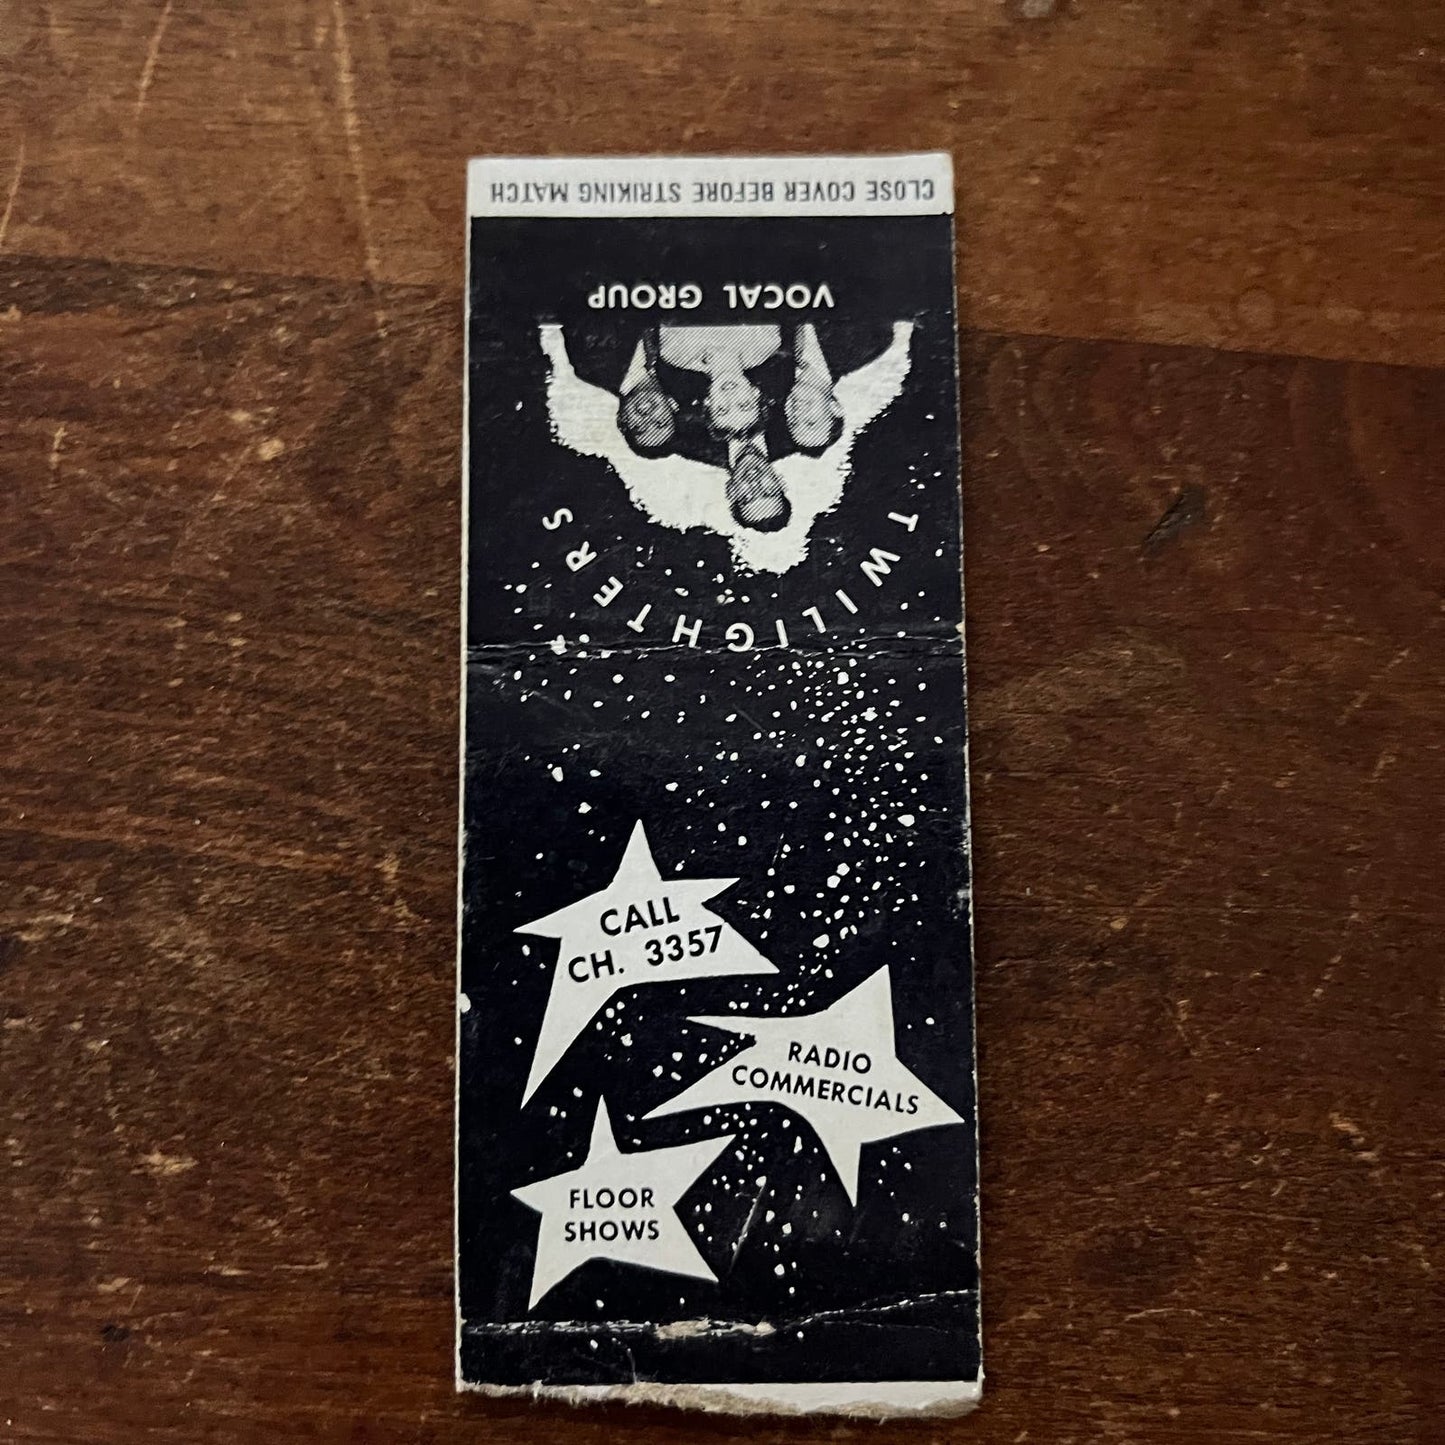 CLOSE COVER BEFORE STRIKING MATCH
VOCAL GROUP
TWILIGHTERS
CALL
CH. 3357
RADIO
COMMERCIALS
FLOOR
SHOWS